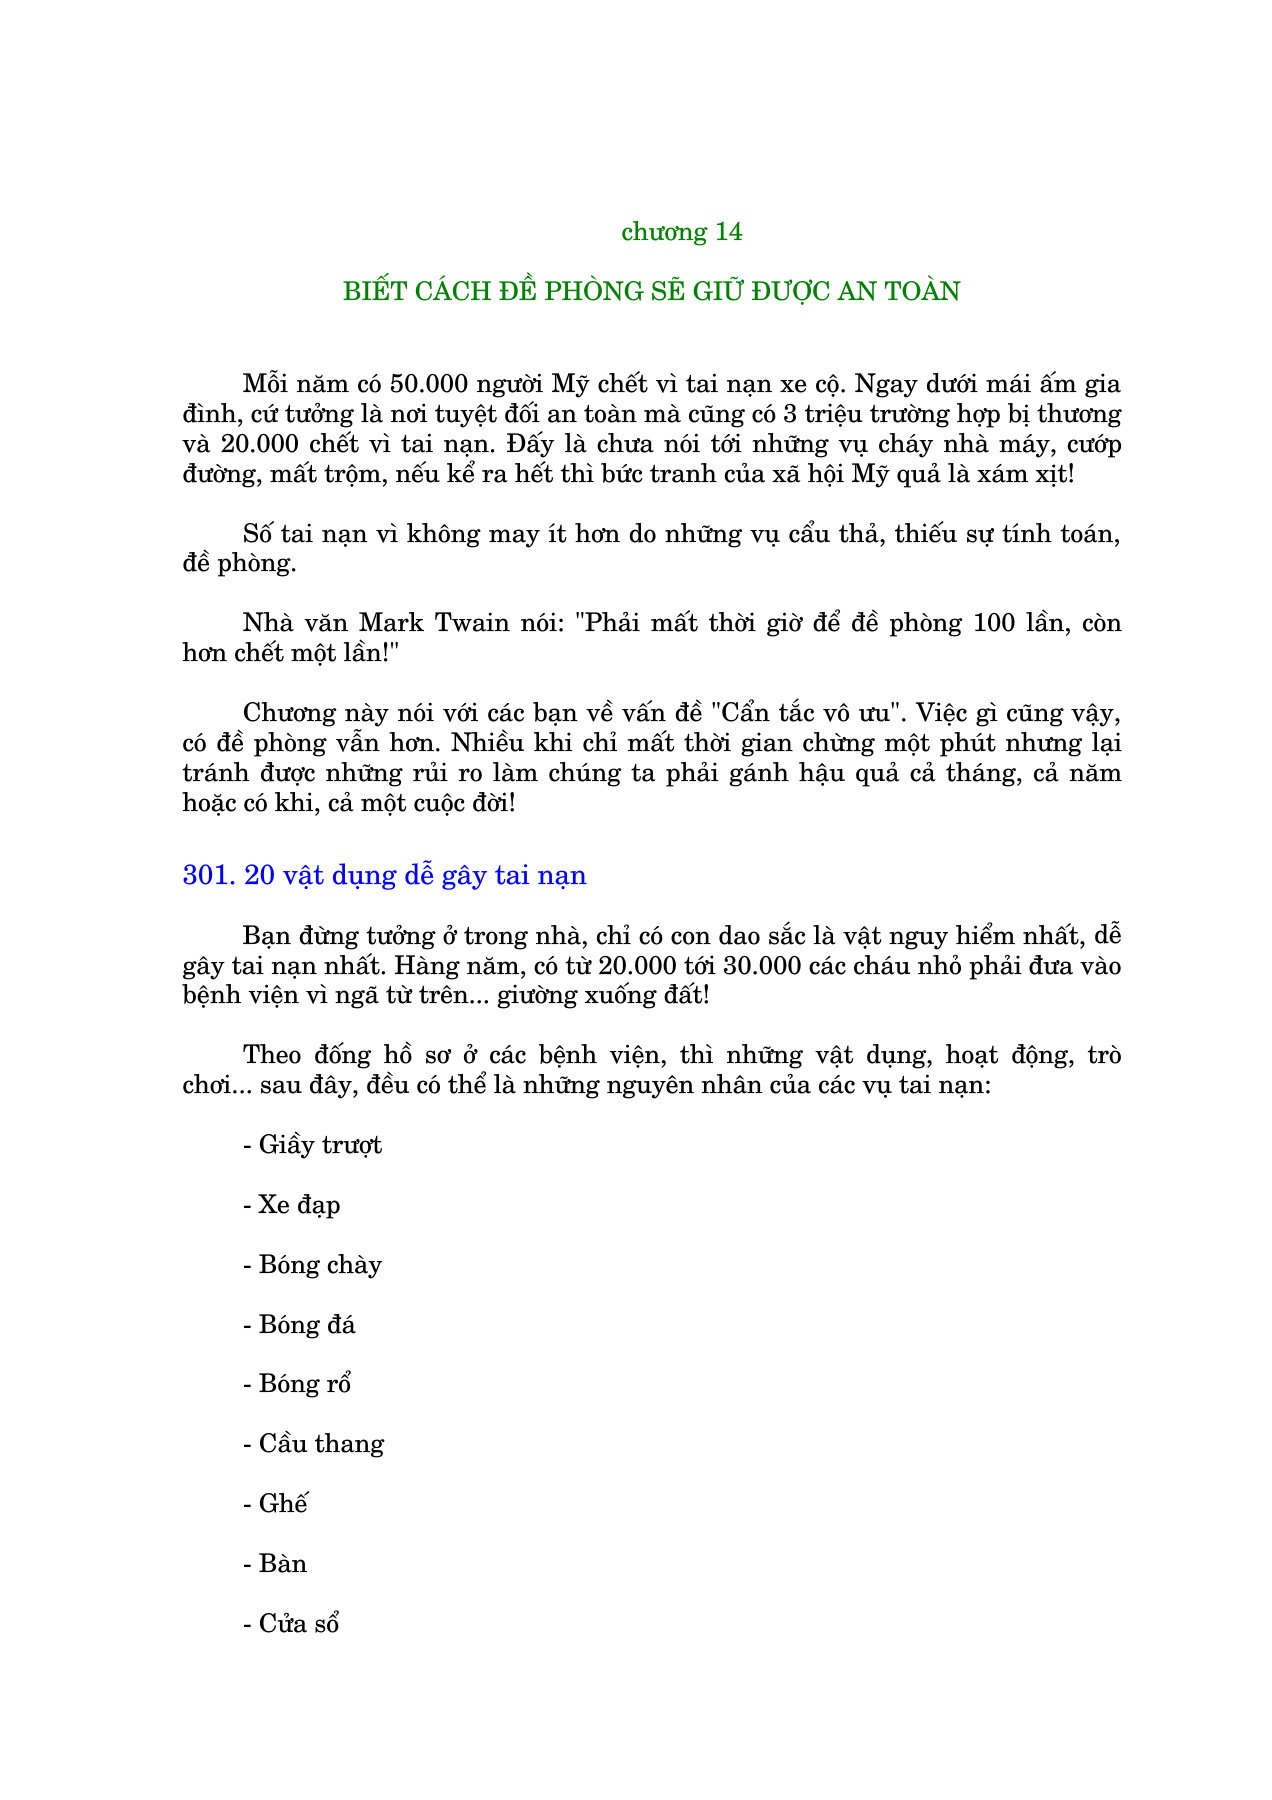 chương 14
BIẾT CÁCH ĐỀ PHÒNG SẼ GIỮ ĐƯỢC AN TOÀN
Mỗi năm có 50.000 người Mỹ chết vì tai nạn xe cộ. Ngay dưới mái ấm gia
đình, cứ tưởng là nơi tuyệt đối an toàn mà cũng có 3 triệu trường hợp bị thương
và 20.000 chết vì tai nạn. Đấy là chưa nói tới những vụ cháy nhà máy, cướp
đường, mất trộm, nếu kể ra hết thì bức tranh của xã hội Mỹ quả là xám xịt!
Số tai nạn vì không may ít hơn do những vụ cẩu thả, thiếu sự tính toán,
đề phòng.
Nhà văn Mark Twain nói: "Phải mất thời giờ để đề phòng 100 lần, còn
hơn chết một lần!"
Chương này nói với các bạn về vấn đề "Cẩn tắc vô ưu". Việc gì cũng vậy,
có đề phòng vẫn hơn. Nhiều khi chỉ mất thời gian chừng một phút nhưng lại
tránh được những rủi ro làm chúng ta phải gánh hậu quả cả tháng, cả năm
hoặc có khi, cả một cuộc đời!
301. 20 vật dụng dễ gây tai nạn
Bạn đừng tưởng ở trong nhà, chỉ có con dao sắc là vật nguy hiểm nhất, dễ
gây tai nạn nhất. Hàng năm, có từ 20.000 tới 30.000 các cháu nhỏ phải đưa vào
bệnh viện vì ngã từ trên... giường xuống đất!
Theo đống hồ sơ ở các bệnh viện, thì những vật dụng, hoạt động, trò
chơi... sau đây, đều có thể là những nguyên nhân của các vụ tai nạn:
- Giầy trượt
- Xe đạp
- Bóng chày
- Bóng đá
- Bóng rổ
- Cầu thang
- Ghế
- Bàn
- Cửa sổ